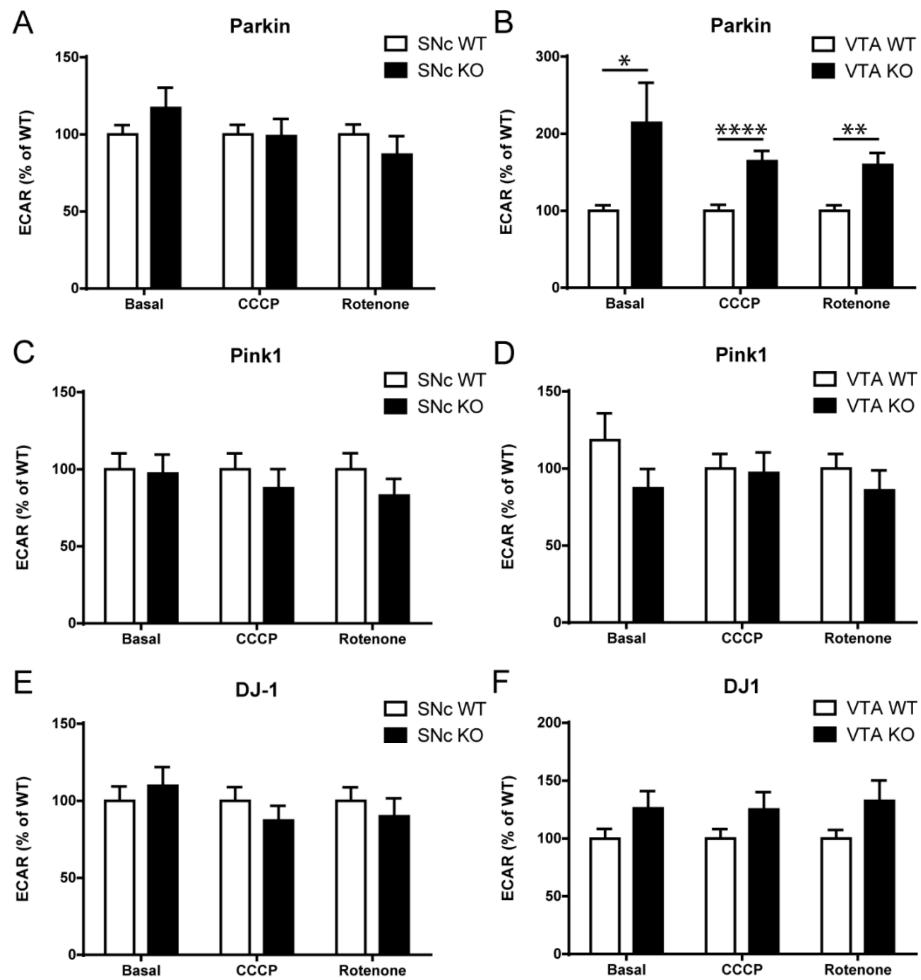 A
Parkin
SNc WT
SNc KO
ECAR (% of WT)
150
100
50
0
Basal
CCCP
Rotenone
B
Parkin
VTA WT
VTA KO
ECAR (% of WT)
300
200
100
0
*
****
**
Basal
CCCP
Rotenone
C
Pink1
SNc WT
SNc KO
ECAR (% of WT)
150
100
50
0
Basal
CCCP
Rotenone
D
Pink1
VTA WT
VTA KO
ECAR (% of WT)
150
100
50
0
Basal
CCCP
Rotenone
E
DJ-1
SNc WT
SNc KO
ECAR (% of WT)
150
100
50
0
Basal
CCCP
Rotenone
F
DJ1
VTA WT
VTA KO
ECAR (% of WT)
200
150
100
50
0
Basal
CCCP
Rotenone